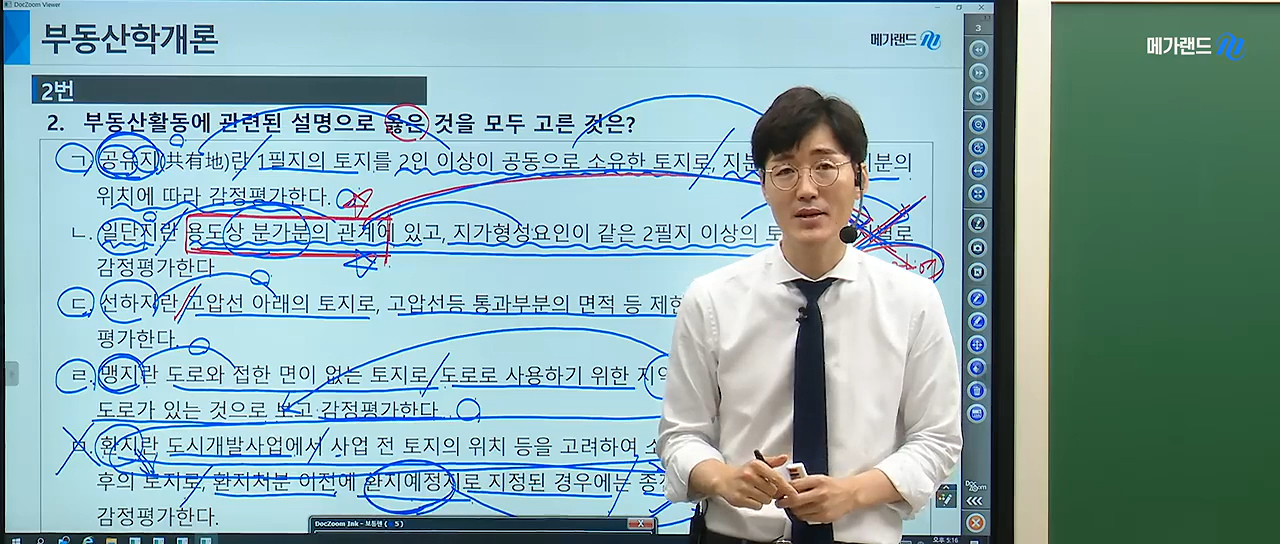 DocZoom Viewer
부동산학개론
메가랜드
3
메가랜드
2번
2. 부동산활동에 관련된 설명으로 옳은 것을 모두 고른 것은?
ㄱ. 공유지(共有地)란 1필지의 토지를 2인 이상이 공동으로 소유한 토지로, 지분 지분의
위치에 따라 감정평가한다.
ㄴ. 일단지란 용도상 불가분의 관계에 있고, 지가형성요인이 같은 2필지 이상의
감정평가한다
ㄷ. 선하지란 고압선 아래의 토지로, 고압선등 통과부분의 면적 등 제한
평가한다.
ㄹ. 맹지란 도로와 접한 면이 없는 토지로, 도로로 사용하기 위한
도로가 있는 것으로 보고 감정평가한다.
ㅁ. 환지란 도시개발사업에서 사업 전 토지의 위치 등을 고려하여
후의 토지로, 환지처분 이전에 환지예정지로 지정된 경우에는
감정평가한다.
DocZoom Ink - 보통펜 ( 5 )
DocZoom
오후 5:16